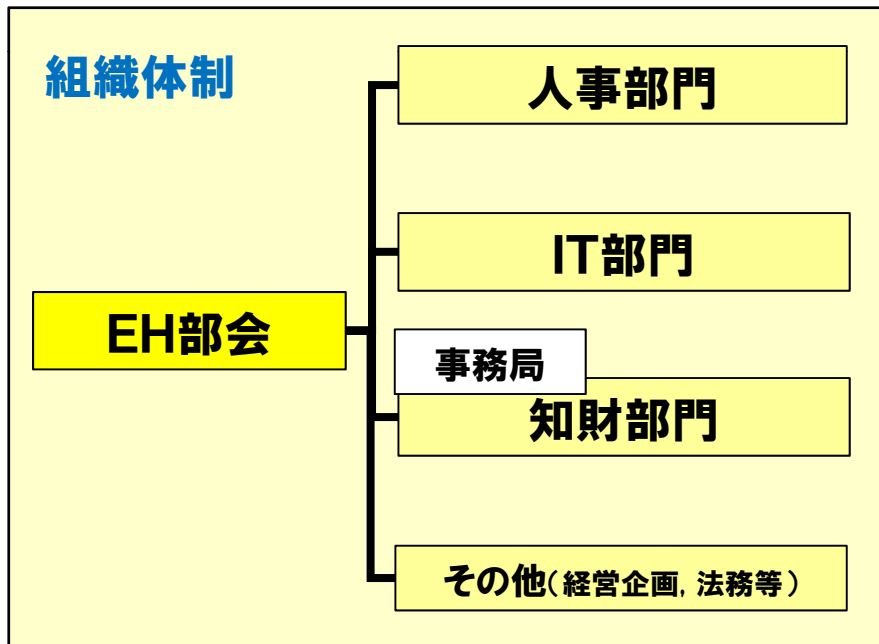 組織体制
人事部門
IT部門
EH部会
事務局
知財部門
その他(経営企画, 法務等)